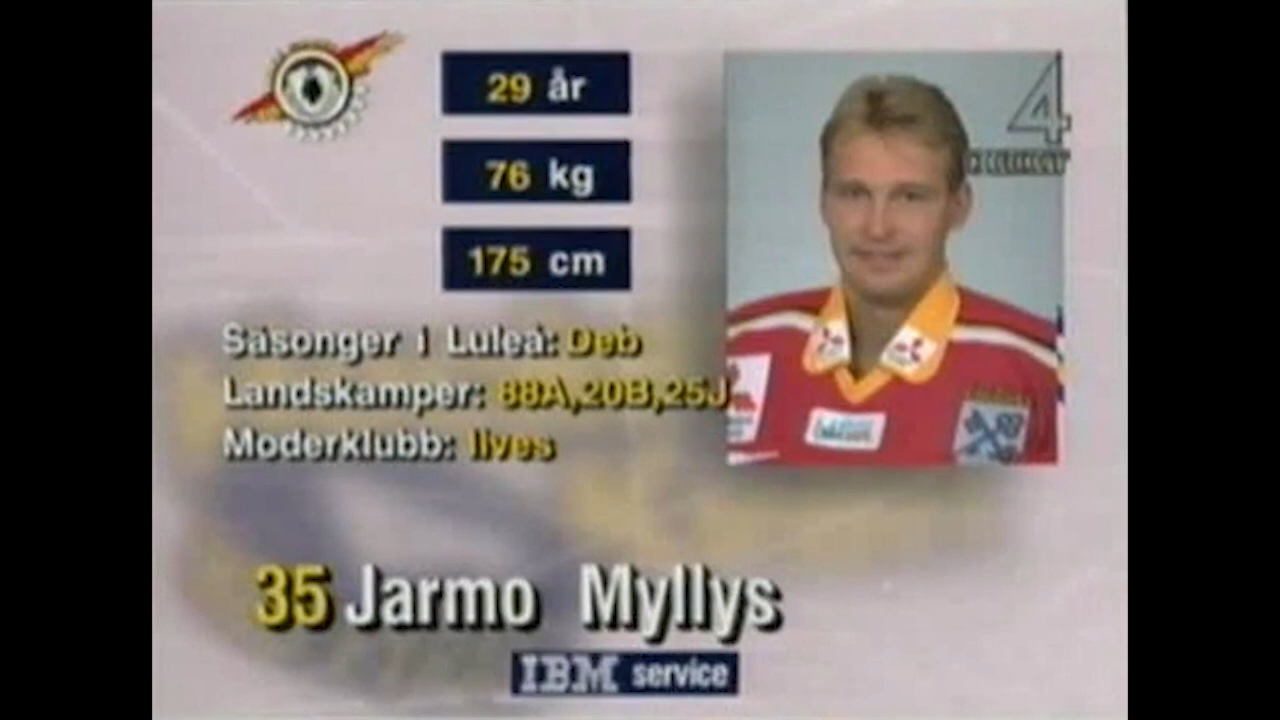 29 år
76 kg
175 cm
4
Säsonger i Luleå: Deb
Landskamper: 88A,20B,25J
Moderklubb: Ilves
35 Jarmo Myllys
IBM service